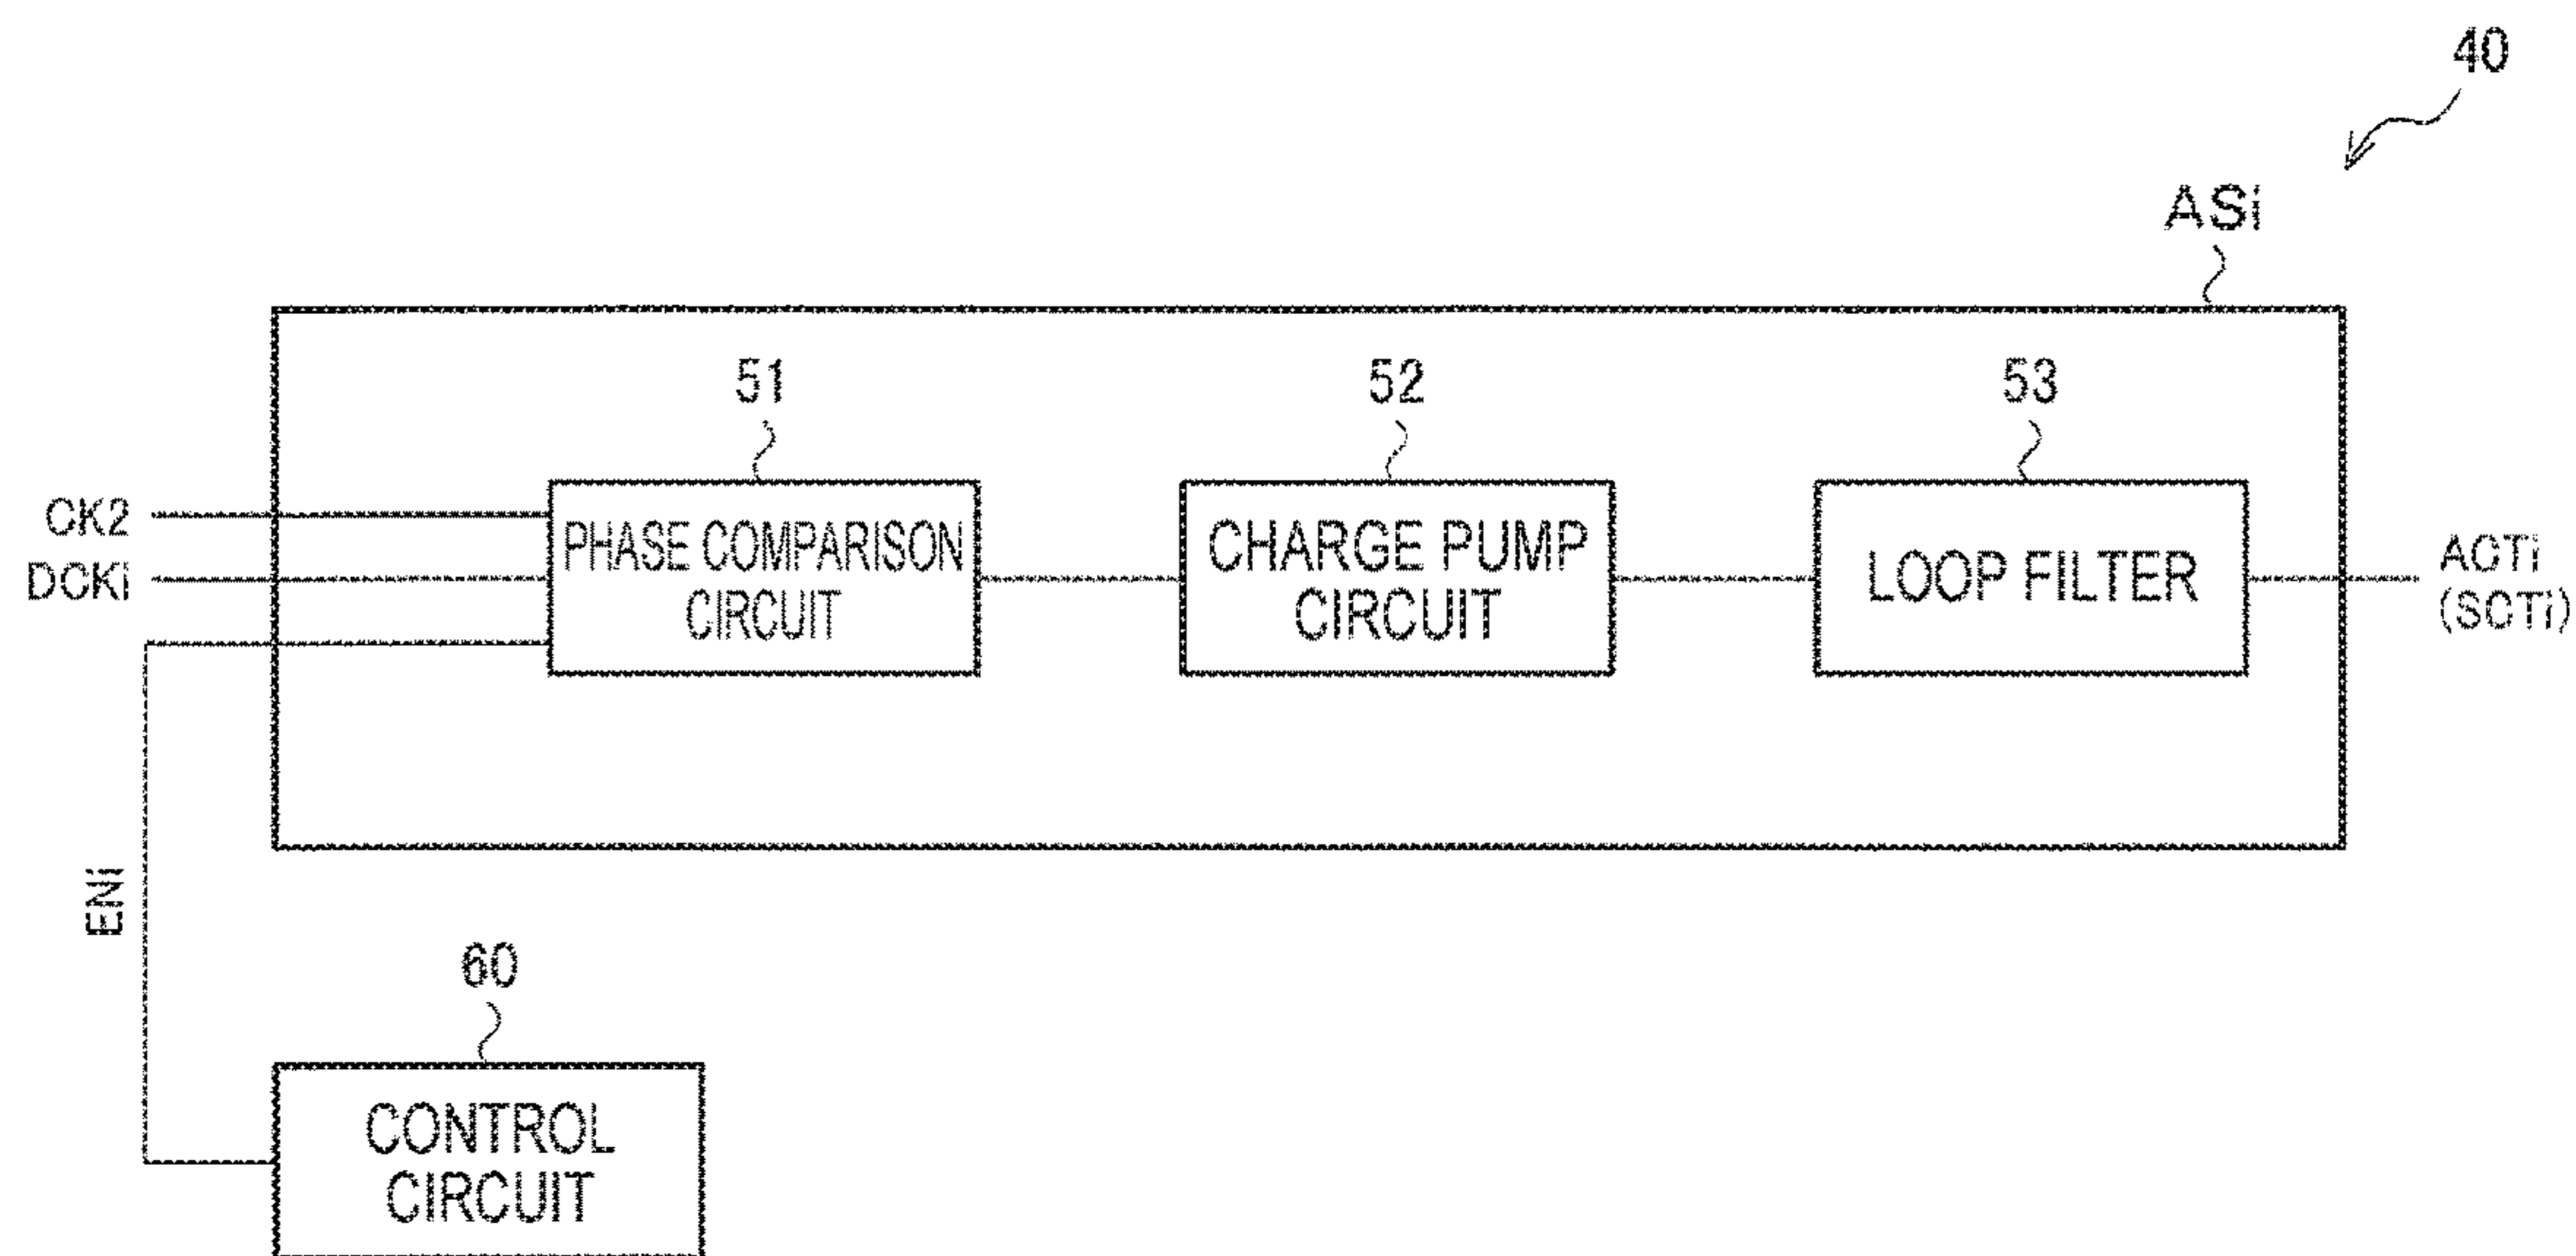 40
ASi
51
52
53
CK2
DCKi
PHASE COMPARISON
CIRCUIT
CHARGE PUMP
CIRCUIT
LOOP FILTER
ACTi
(SCTi)
ENi
60
CONTROL
CIRCUIT